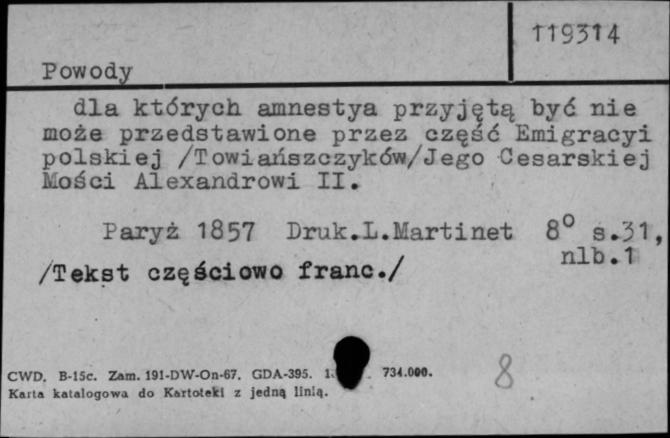 119314
Powody
dla których amnestya przyjętą być nie
może przedstawione przez część Emigracyi
polskiej /Towiańszczyków/Jego Cesarskiej
Mości Alexandrowi II.
Paryż 1857 Druk.L.Martinet 8° s.31,
nlb.1
/Tekst częściowo franc./
CWD. B-15c. Zam. 191-DW-On-67. GDA-395. 734.000.
8
Karta katalogowa do Kartoteki z jedną linią.